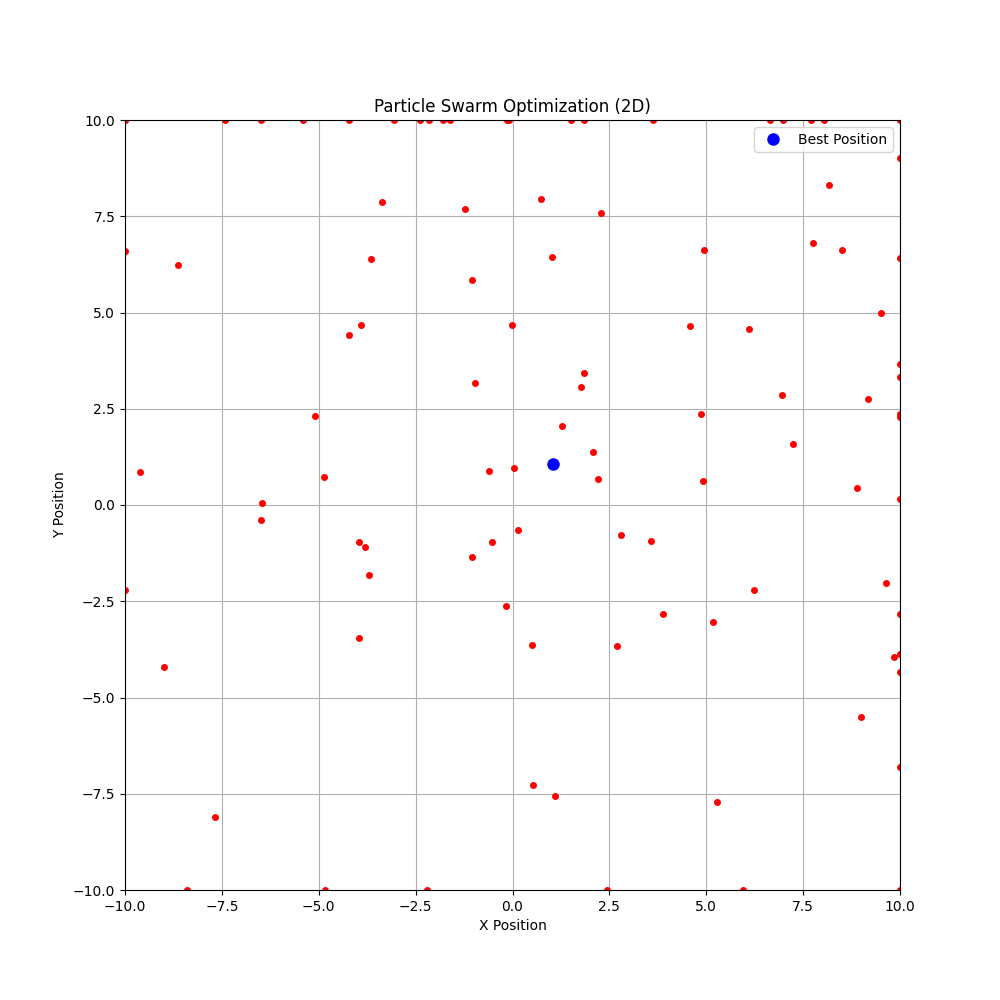 Particle Swarm Optimization (2D)
Best Position
10.0
7.5
5.0
2.5
0.0
−2.5
−5.0
−7.5
−10.0
Y Position
−10.0 −7.5 −5.0 −2.5 0.0 2.5 5.0 7.5 10.0
X Position